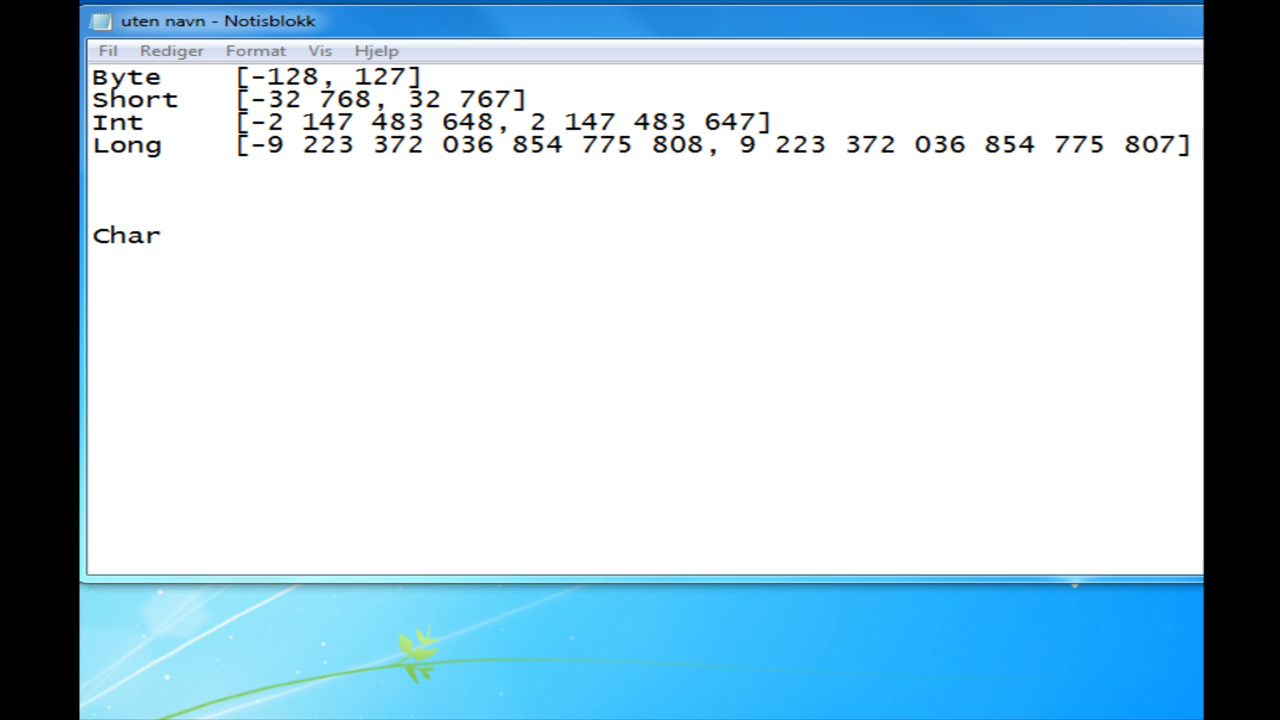 uten navn - Notisblokk
Fil Rediger Format Vis Hjelp
Byte [-128, 127]
Short [-32 768, 32 767]
Int [-2 147 483 648, 2 147 483 647]
Long [-9 223 372 036 854 775 808, 9 223 372 036 854 775 807]
Char